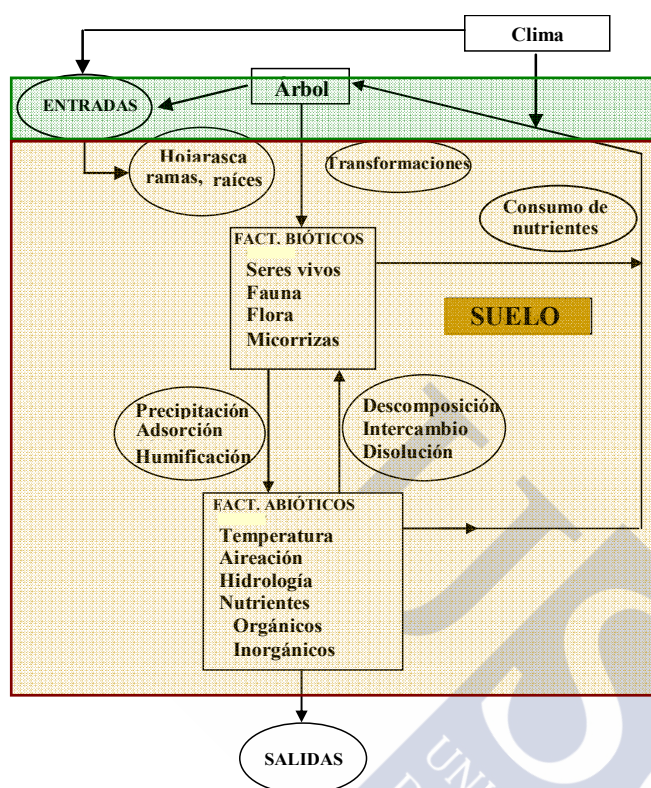 Clima
Árbol
ENTRADAS
Hojarasca
ramas, raíces
Transformaciones
Consumo de
nutrientes
FACT. BIÓTICOS
Seres vivos
Fauna
Flora
Micorrizas
SUELO
Precipitación
Adsorción
Humificación
Descomposición
Intercambio
Disolución
FACT. ABIÓTICOS
Temperatura
Aireación
Hidrología
Nutrientes
Orgánicos
Inorgánicos
SALIDAS